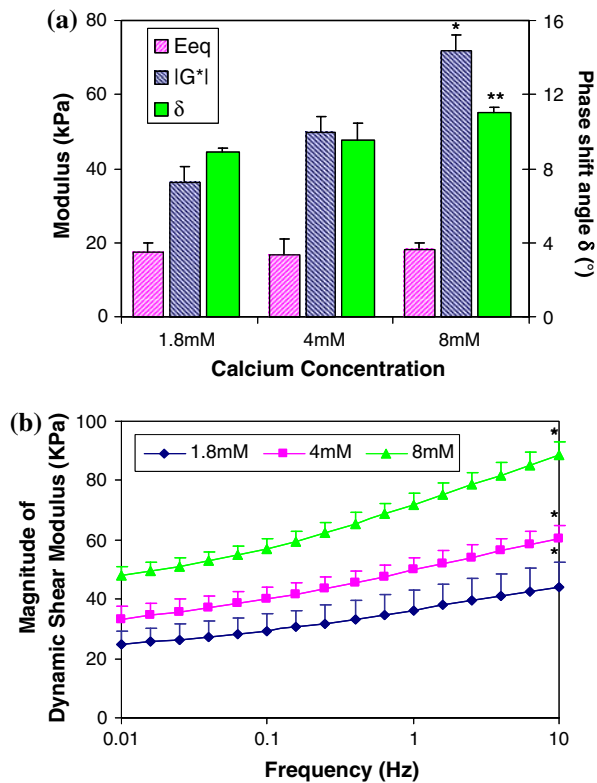 (a)
Eeq
|G*|
δ
*
**
80
60
40
20
0
Modulus (kPa)
16
12
8
4
0
Phase shift angle δ (°)
1.8mM
4mM
8mM
Calcium Concentration
(b)
1.8mM
4mM
8mM
*
*
*
100
80
60
40
20
0
Magnitude of
Dynamic Shear Modulus (KPa)
0.01
0.1
1
10
Frequency (Hz)